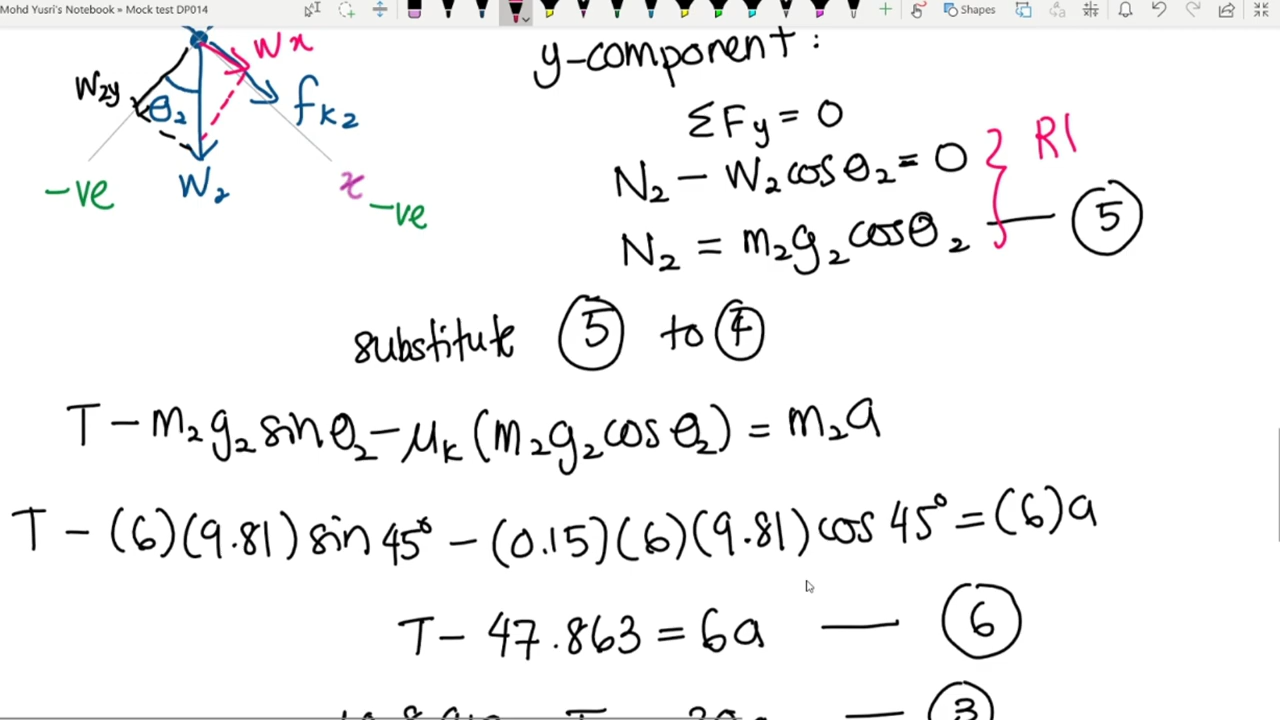 Mohd Yusri's Notebook » Mock test DP014
Shapes
Wx
W2y
θ2
fk2
-ve
W2
x
-ve
y-component :
ΣFy = 0
N2 - W2cosθ2 = 0
R1
N2 = m2g2cosθ2 — 5
substitute 5 to 4
T - m2g2sinθ2 - μk(m2g2cosθ2) = m2a
T - (6)(9.81)sin45° - (0.15)(6)(9.81)cos45° = (6)a
T - 47.863 = 6a — 6
— 3